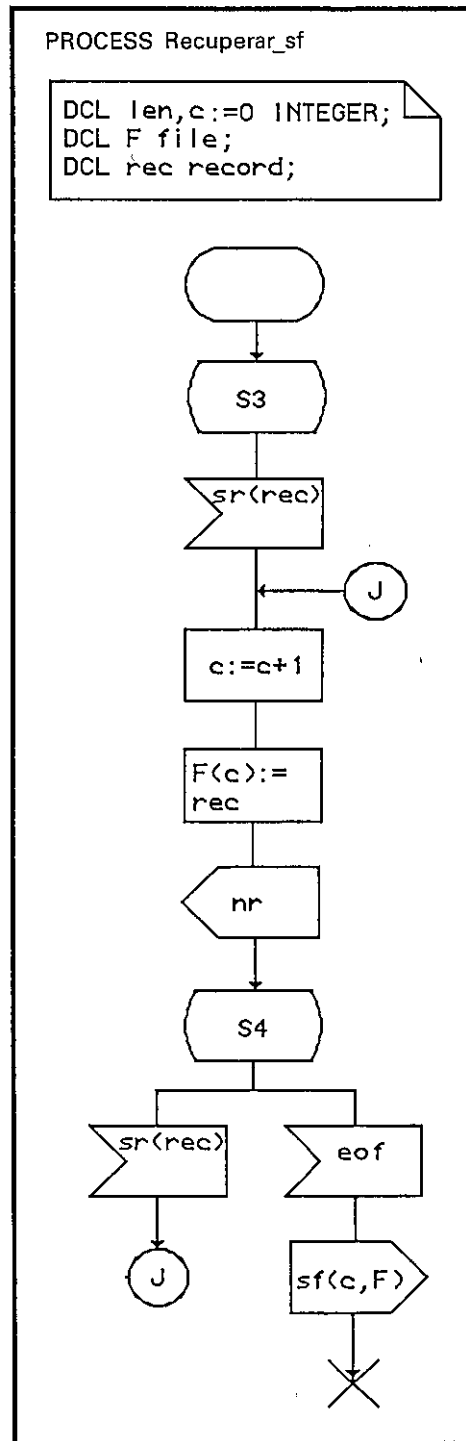 PROCESS Recuperar_sf
DCL len,c:=0 INTEGER;
DCL F file;
DCL rec record;
S3
sr(rec)
J
c:=c+1
F(c):=
rec
nr
S4
sr(rec)
eof
J
sf(c,F)